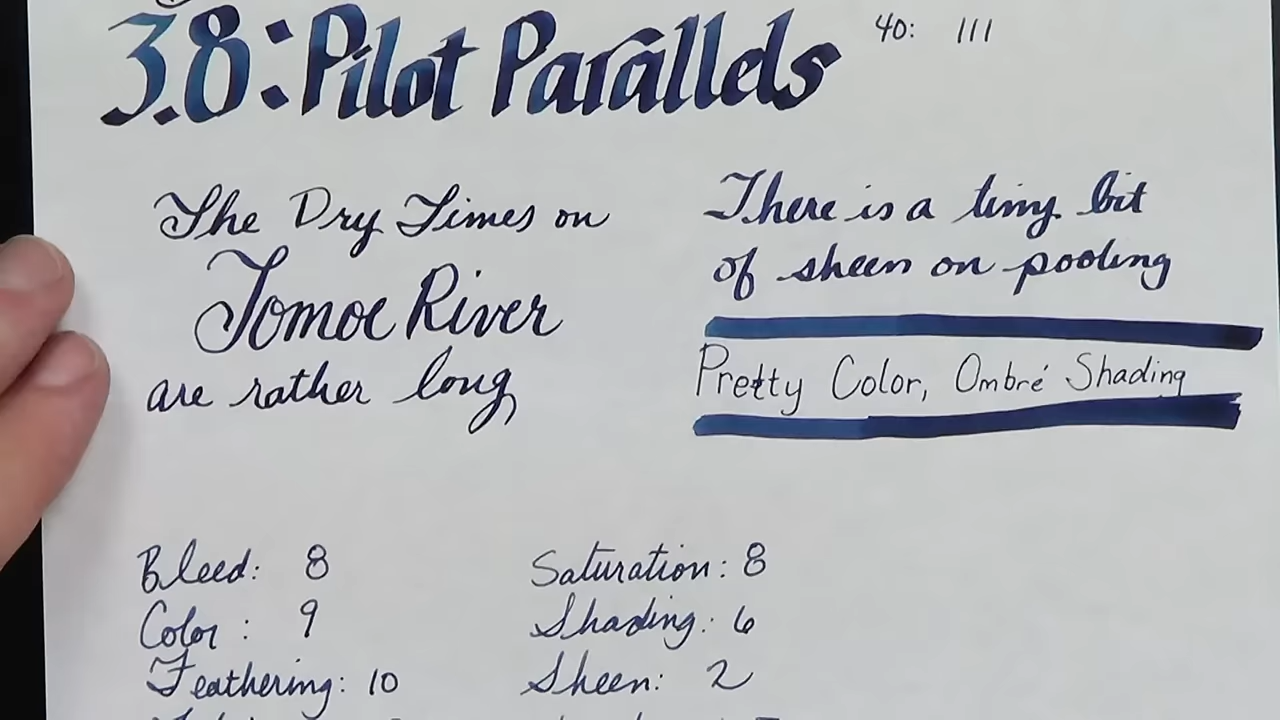 3.8: Pilot Parallels
40: 111
The Dry Times on
Tomoe River
are rather long,
There is a tiny bit
of sheen on pooling
Pretty Color, Ombré Shading
Bleed: 8
Color: 9
Feathering: 10
Saturation: 8
Shading: 6
Sheen: 2